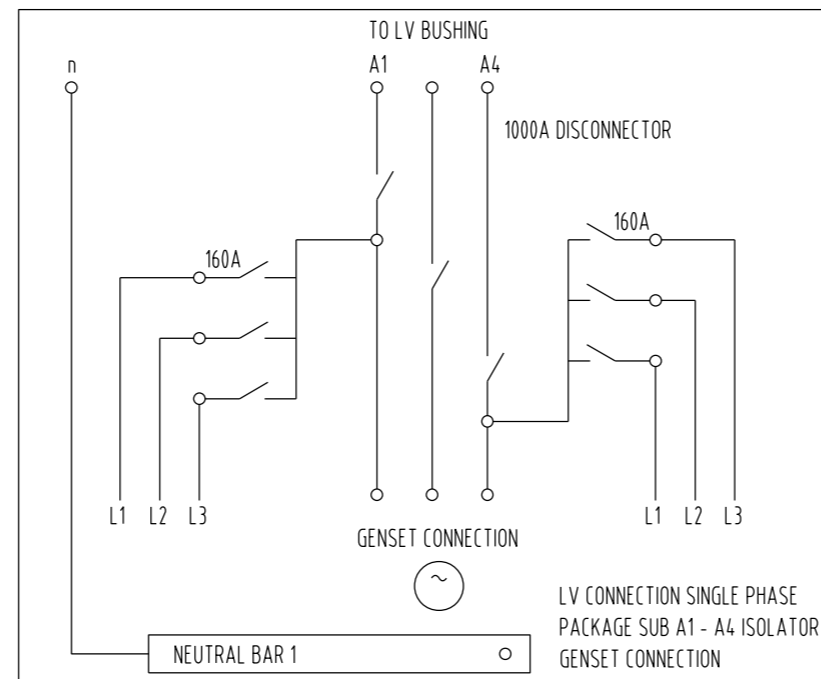 TO LV BUSHING
n A1 A4
1000A DISCONNECTOR
160A
160A
L1 L2 L3
L1 L2 L3
GENSET CONNECTION
~
LV CONNECTION SINGLE PHASE
PACKAGE SUB A1 - A4 ISOLATOR
GENSET CONNECTION
NEUTRAL BAR 1